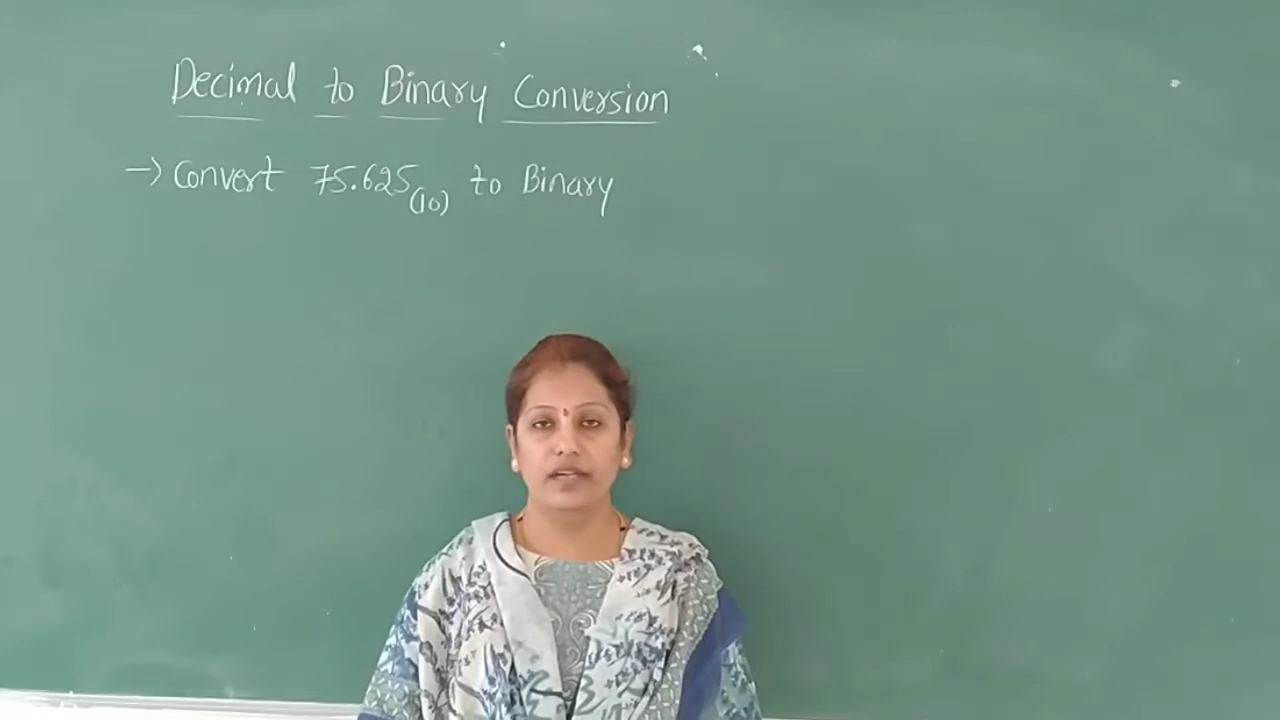 Decimal to Binary Conversion
→ Convert 75.625(10) to Binary